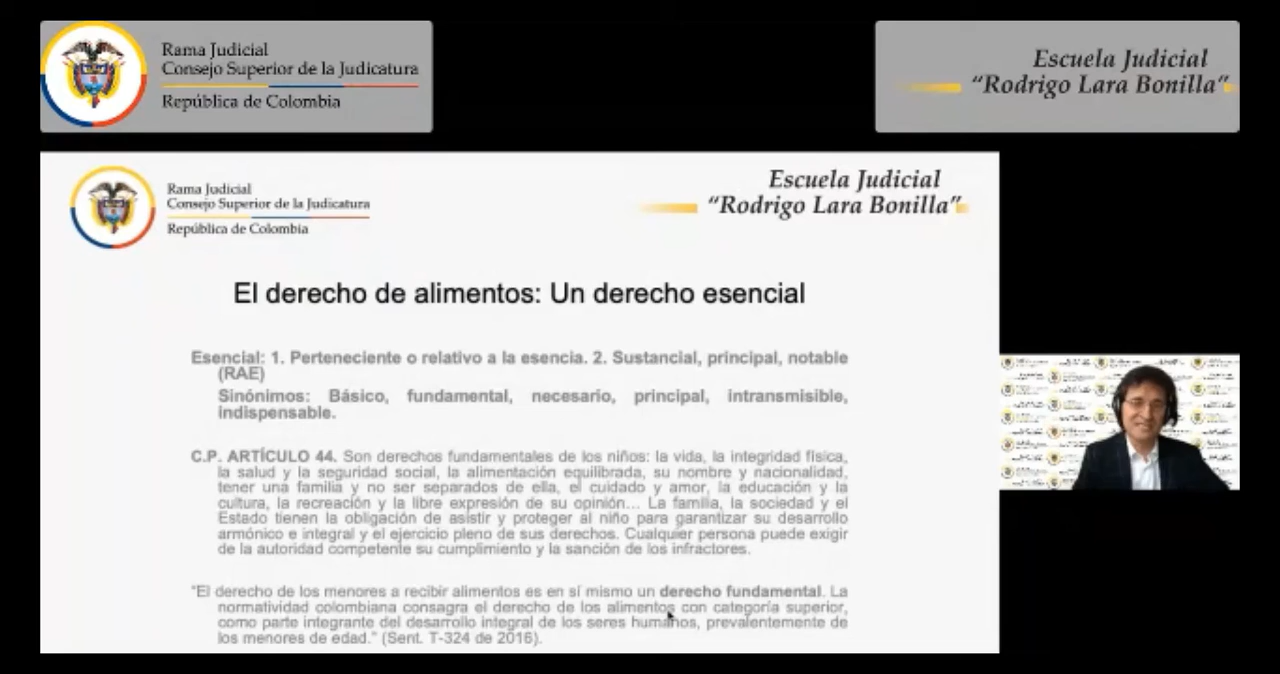 Rama Judicial
Consejo Superior de la Judicatura
República de Colombia
Escuela Judicial
“Rodrigo Lara Bonilla”
Rama Judicial
Consejo Superior de la Judicatura
República de Colombia
Escuela Judicial
“Rodrigo Lara Bonilla”
El derecho de alimentos: Un derecho esencial
Esencial: 1. Perteneciente o relativo a la esencia. 2. Sustancial, principal, notable
(RAE)
Sinónimos: Básico, fundamental, necesario, principal, intransmisible,
indispensable.
C.P. ARTÍCULO 44. Son derechos fundamentales de los niños: la vida, la integridad física,
la salud y la seguridad social, la alimentación equilibrada, su nombre y nacionalidad,
tener una familia y no ser separados de ella, el cuidado y amor, la educación y la
cultura, la recreación y la libre expresión de su opinión... La familia, la sociedad y el
Estado tienen la obligación de asistir y proteger al niño para garantizar su desarrollo
armónico e integral y el ejercicio pleno de sus derechos. Cualquier persona puede exigir
de la autoridad competente su cumplimiento y la sanción de los infractores.
“El derecho de los menores a recibir alimentos es en sí mismo un derecho fundamental. La
normatividad colombiana consagra el derecho de los alimentos con categoría superior,
como parte integrante del desarrollo integral de los seres humanos, prevalentemente de
los menores de edad.” (Sent. T-324 de 2016).